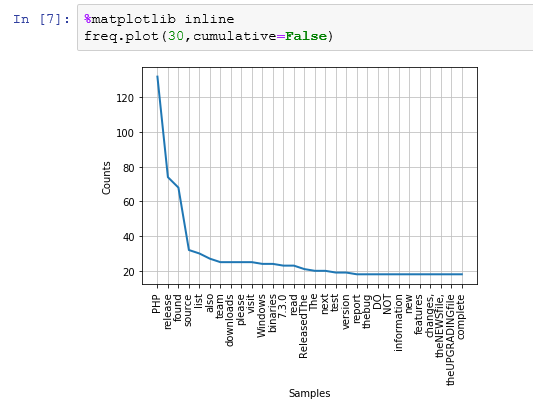 In [7]: %matplotlib inline
freq.plot(30,cumulative=False)
120
100
80
60
40
20
Counts
PHP
release
found
source
list
also
team
downloads
please
visit
Windows
binaries
7.3.0
read
ReleasedThe
The
next
test
version
report
thebug
DO
NOT
information
new
features
changes,
theNEWSfile,
theUPGRADINGfile
complete
Samples